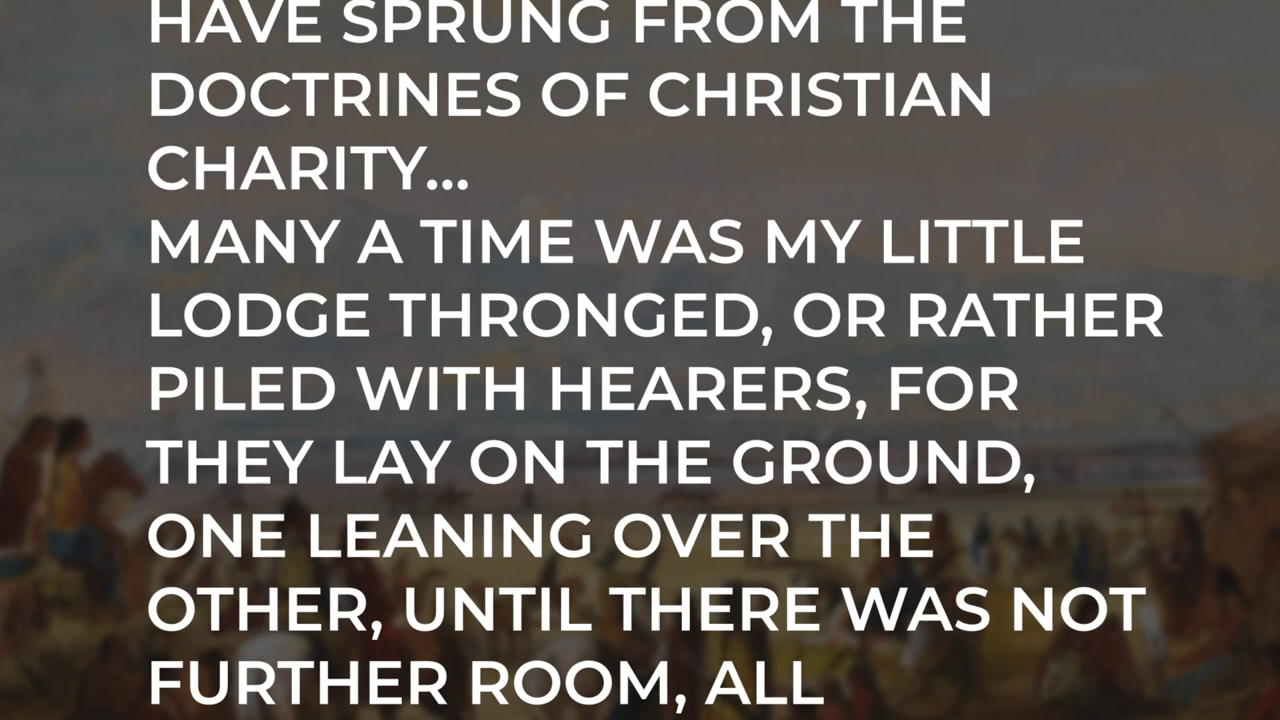 HAVE SPRUNG FROM THE
DOCTRINES OF CHRISTIAN
CHARITY...
MANY A TIME WAS MY LITTLE
LODGE THRONGED, OR RATHER
PILED WITH HEARERS, FOR
THEY LAY ON THE GROUND,
ONE LEANING OVER THE
OTHER, UNTIL THERE WAS NOT
FURTHER ROOM, ALL